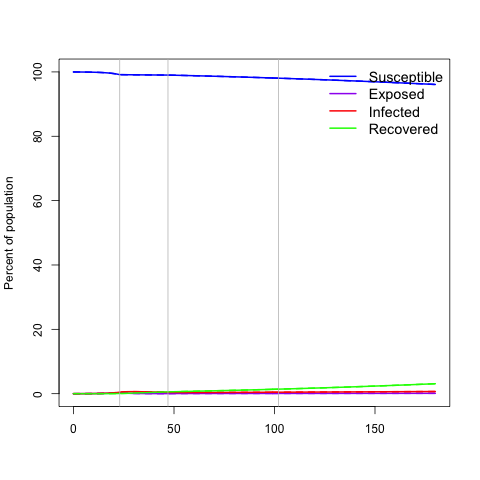 Percent of population
100
80
60
40
20
0
0 50 100 150
Susceptible
Exposed
Infected
Recovered